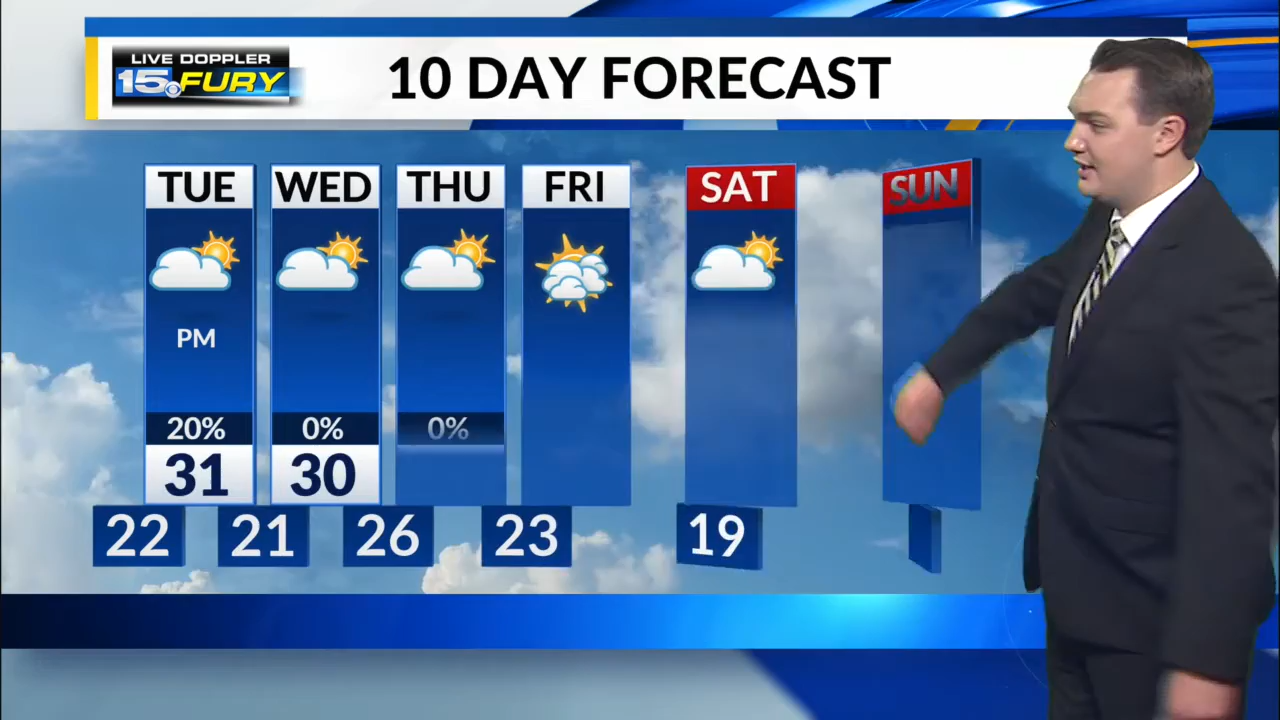 LIVE DOPPLER
15 FURY
10 DAY FORECAST
TUE WED THU FRI SAT SUN
PM
20% 0% 0%
31 30
22 21 26 23 19